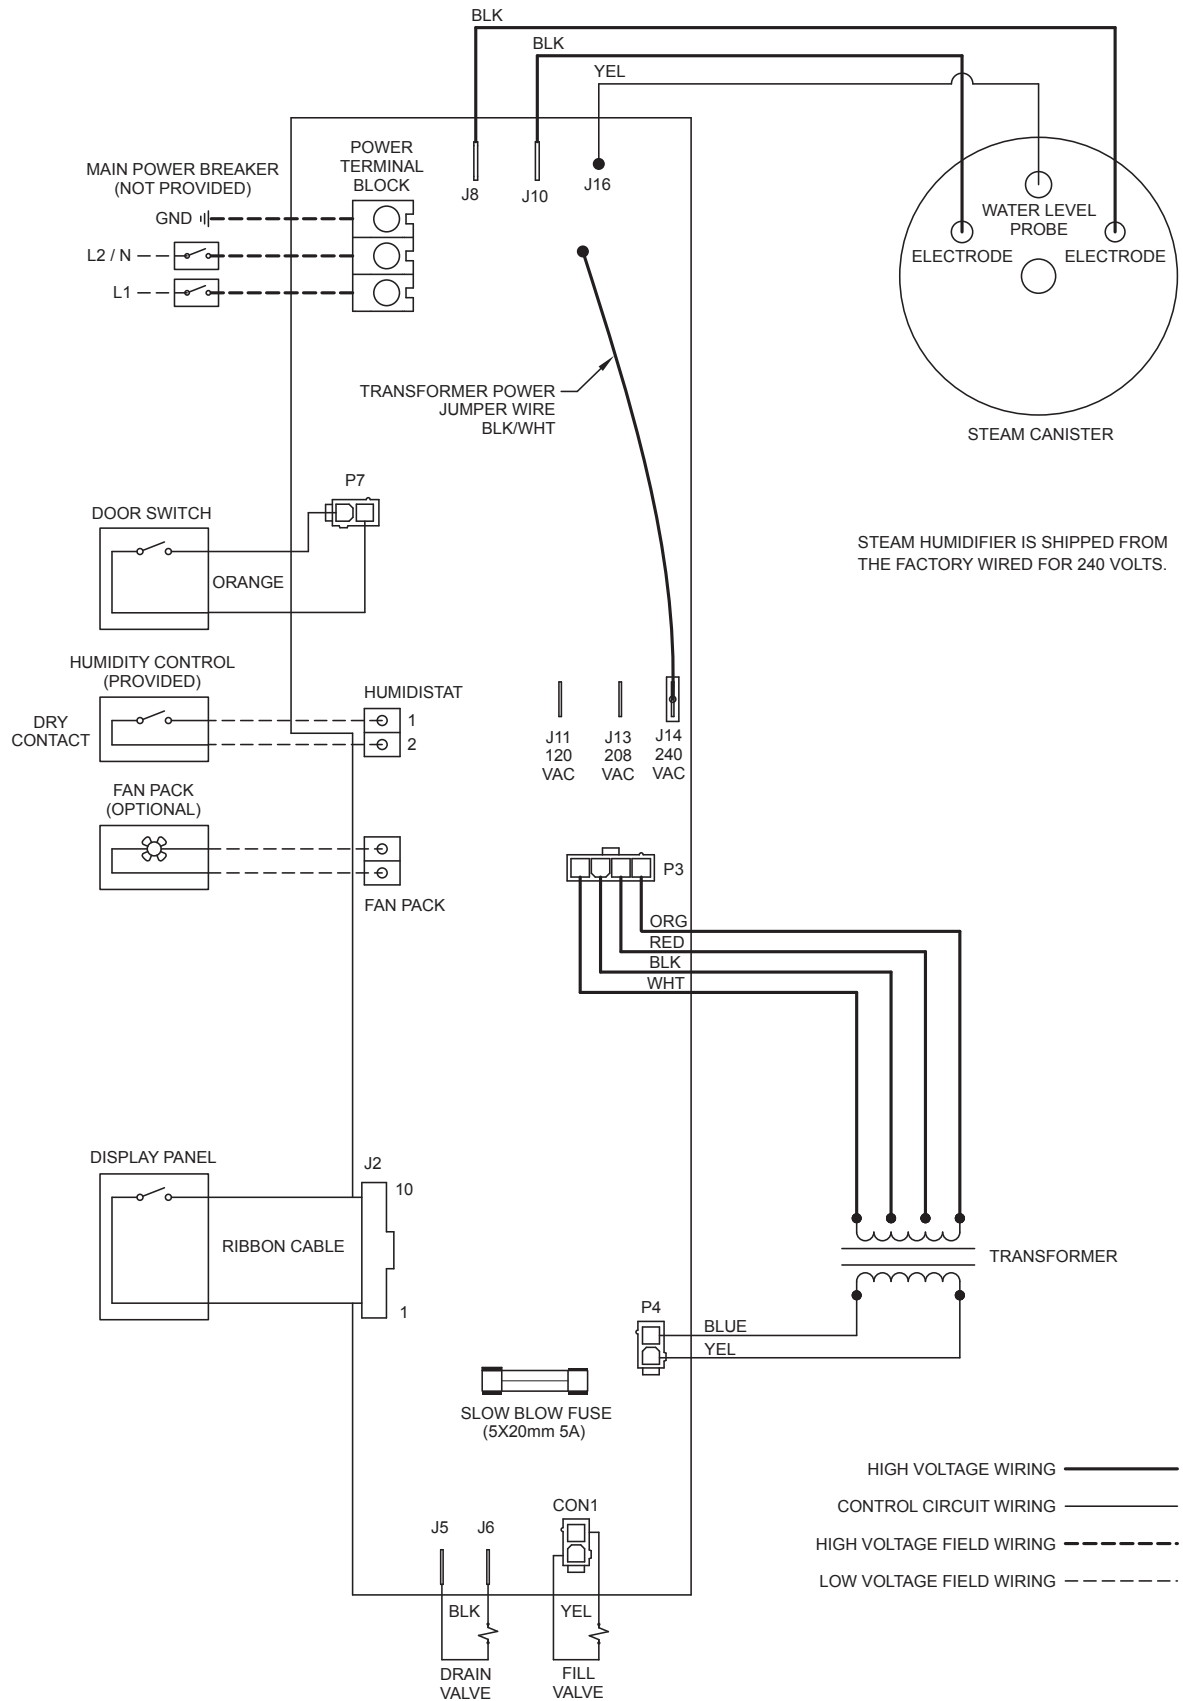 BLK
BLK
YEL
POWER
TERMINAL
BLOCK
MAIN POWER BREAKER
(NOT PROVIDED)
GND
L2 / N
L1
J8
J10
J16
WATER LEVEL
PROBE
ELECTRODE
ELECTRODE
STEAM CANISTER
TRANSFORMER POWER
JUMPER WIRE
BLK/WHT
P7
DOOR SWITCH
ORANGE
STEAM HUMIDIFIER IS SHIPPED FROM
THE FACTORY WIRED FOR 240 VOLTS.
HUMIDITY CONTROL
(PROVIDED)
DRY
CONTACT
HUMIDISTAT
1
2
J11
120
VAC
J13
208
VAC
J14
240
VAC
FAN PACK
(OPTIONAL)
FAN PACK
P3
ORG
RED
BLK
WHT
DISPLAY PANEL
J2
10
RIBBON CABLE
1
TRANSFORMER
P4
BLUE
YEL
SLOW BLOW FUSE
(5X20mm 5A)
HIGH VOLTAGE WIRING
CONTROL CIRCUIT WIRING
HIGH VOLTAGE FIELD WIRING
LOW VOLTAGE FIELD WIRING
CON1
J5
J6
BLK
YEL
DRAIN
VALVE
FILL
VALVE